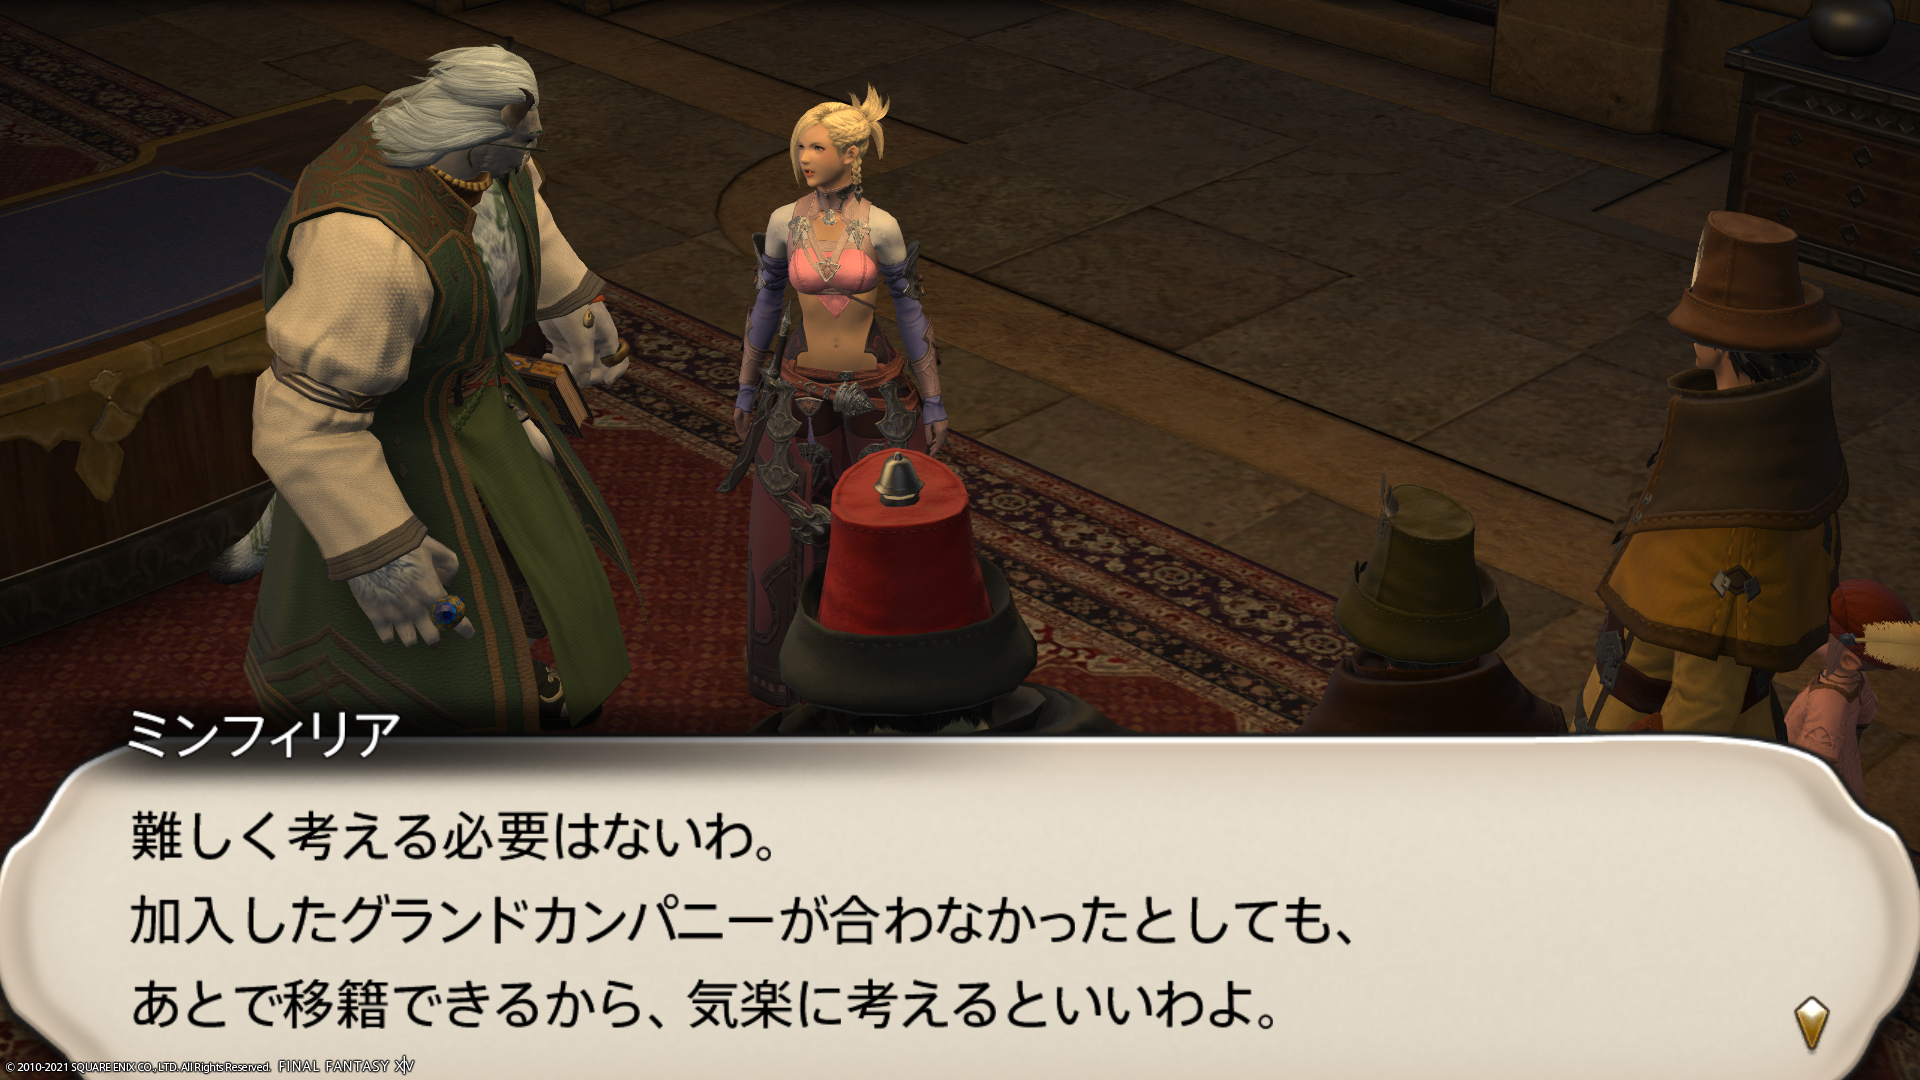 ミンフィリア
難しく考える必要はないわ。
加入したグランドカンパニーが合わなかったとしても、
あとで移籍できるから、気楽に考えるといいわよ。
© 2010-2021 SQUARE ENIX CO., LTD. All Rights Reserved. FINAL FANTASY XIV